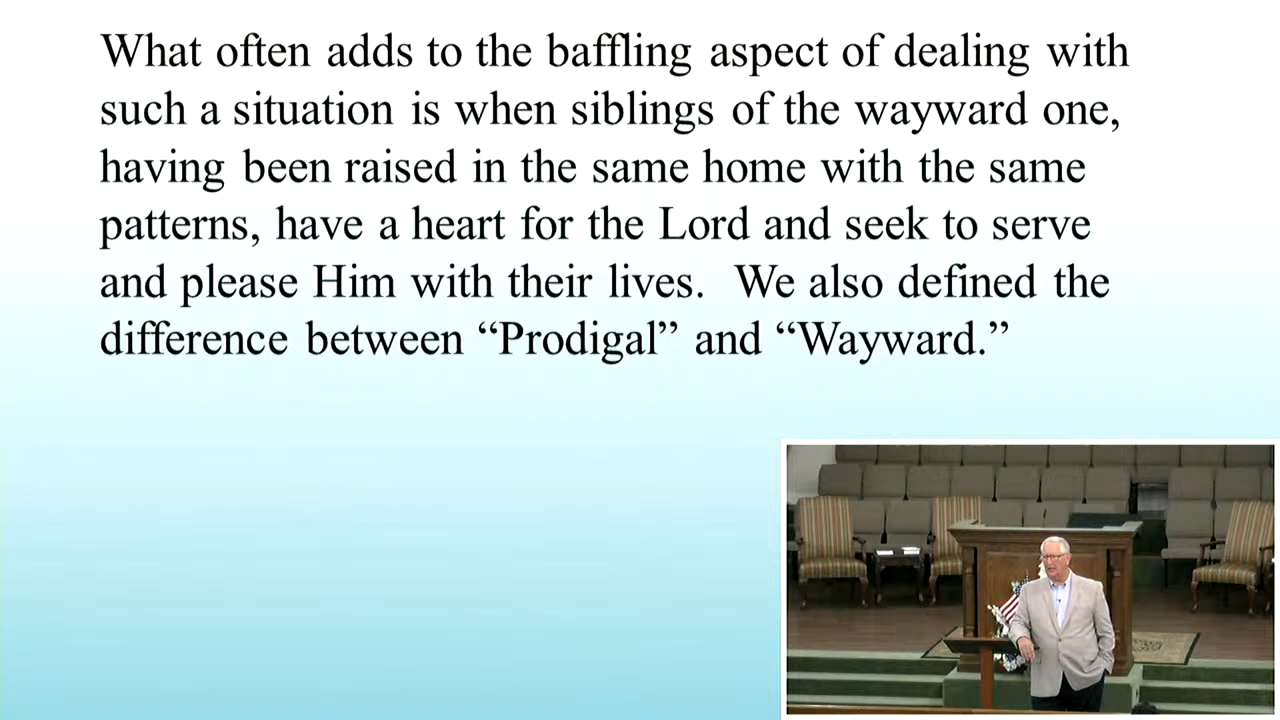 What often adds to the baffling aspect of dealing with
such a situation is when siblings of the wayward one,
having been raised in the same home with the same
patterns, have a heart for the Lord and seek to serve
and please Him with their lives.  We also defined the
difference between “Prodigal” and “Wayward.”